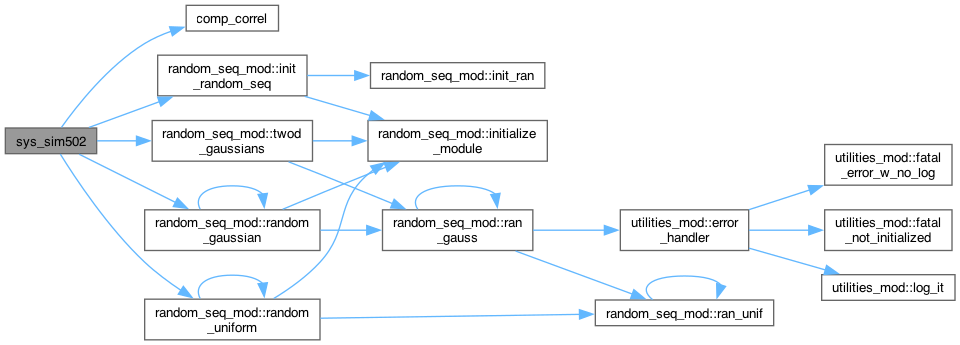 sys_sim502
comp_correl
random_seq_mod::init
_random_seq
random_seq_mod::twod
_gaussians
random_seq_mod::random
_gaussian
random_seq_mod::random
_uniform
random_seq_mod::init_ran
random_seq_mod::initialize
_module
random_seq_mod::ran
_gauss
utilities_mod::error
_handler
random_seq_mod::ran_unif
utilities_mod::fatal
_error_w_no_log
utilities_mod::fatal
_not_initialized
utilities_mod::log_it